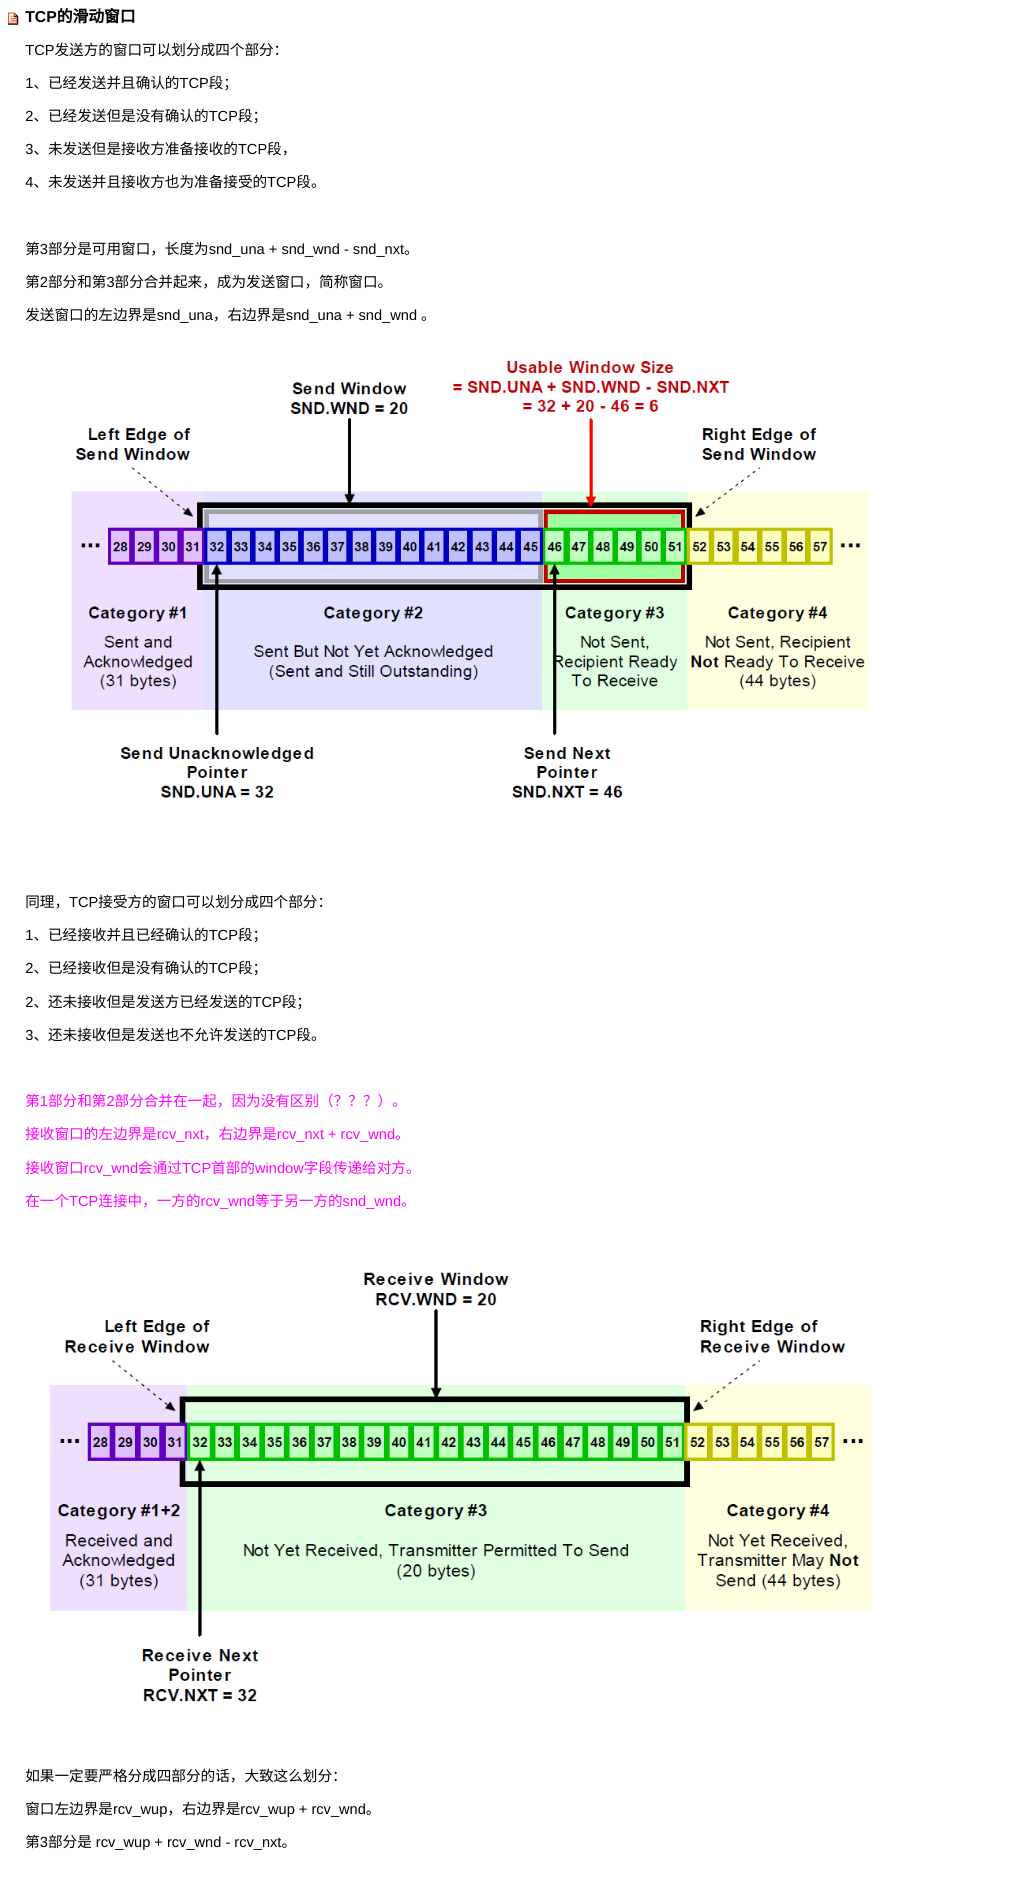 TCP的滑动窗口
TCP发送方的窗口可以划分成四个部分：
1、已经发送并且确认的TCP段；
2、已经发送但是没有确认的TCP段；
3、未发送但是接收方准备接收的TCP段，
4、未发送并且接收方也为准备接受的TCP段。
第3部分是可用窗口，长度为snd_una + snd_wnd - snd_nxt。
第2部分和第3部分合并起来，成为发送窗口，简称窗口。
发送窗口的左边界是snd_una，右边界是snd_una + snd_wnd 。
Usable Window Size
= SND.UNA + SND.WND - SND.NXT
= 32 + 20 - 46 = 6
Send Window
SND.WND = 20
Left Edge of
Send Window
Right Edge of
Send Window
... 28 29 30 31 32 33 34 35 36 37 38 39 40 41 42 43 44 45 46 47 48 49 50 51 52 53 54 55 56 57 ...
Category #1
Sent and
Acknowledged
(31 bytes)
Category #2
Sent But Not Yet Acknowledged
(Sent and Still Outstanding)
Category #3
Not Sent,
Recipient Ready
To Receive
Category #4
Not Sent, Recipient
Not Ready To Receive
(44 bytes)
Send Unacknowledged
Pointer
SND.UNA = 32
Send Next
Pointer
SND.NXT = 46
同理，TCP接受方的窗口可以划分成四个部分：
1、已经接收并且已经确认的TCP段；
2、已经接收但是没有确认的TCP段；
2、还未接收但是发送方已经发送的TCP段；
3、还未接收但是发送也不允许发送的TCP段。
第1部分和第2部分合并在一起，因为没有区别（？？？）。
接收窗口的左边界是rcv_nxt，右边界是rcv_nxt + rcv_wnd。
接收窗口rcv_wnd会通过TCP首部的window字段传递给对方。
在一个TCP连接中，一方的rcv_wnd等于另一方的snd_wnd。
Receive Window
RCV.WND = 20
Left Edge of
Receive Window
Right Edge of
Receive Window
... 28 29 30 31 32 33 34 35 36 37 38 39 40 41 42 43 44 45 46 47 48 49 50 51 52 53 54 55 56 57 ...
Category #1+2
Received and
Acknowledged
(31 bytes)
Category #3
Not Yet Received, Transmitter Permitted To Send
(20 bytes)
Category #4
Not Yet Received,
Transmitter May Not
Send (44 bytes)
Receive Next
Pointer
RCV.NXT = 32
如果一定要严格分成四部分的话，大致这么划分：
窗口左边界是rcv_wup，右边界是rcv_wup + rcv_wnd。
第3部分是 rcv_wup + rcv_wnd - rcv_nxt。